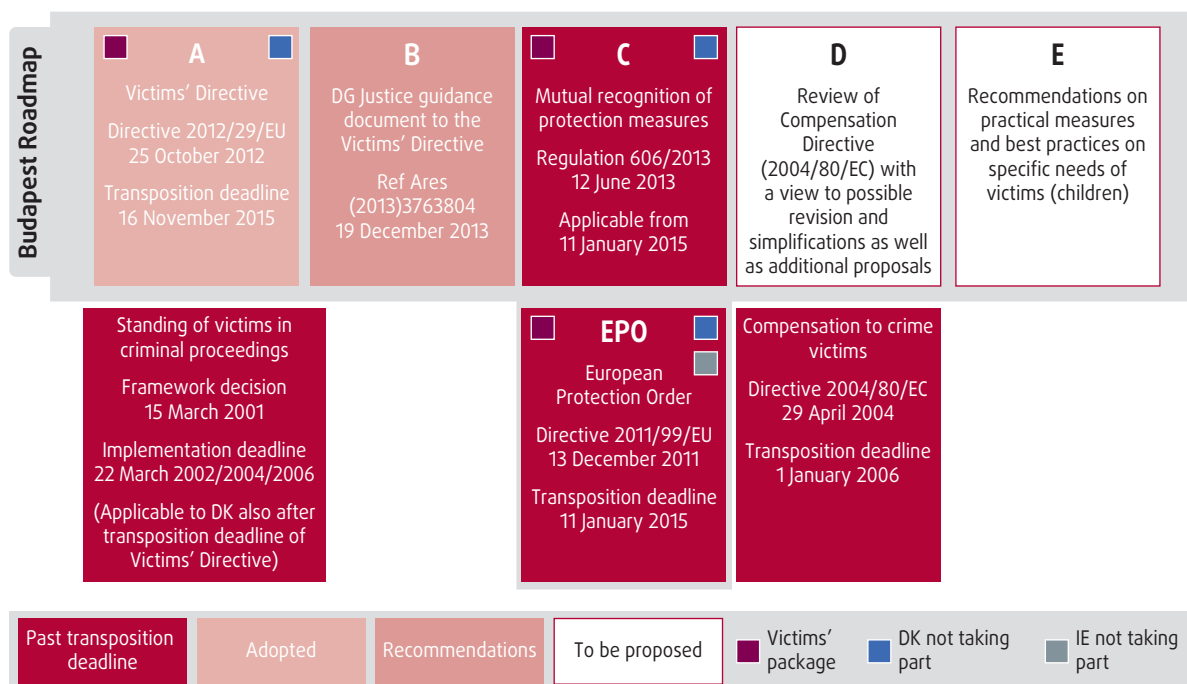 Budapest Roadmap
A
Victims’ Directive
Directive 2012/29/EU
25 October 2012
Transposition deadline
16 November 2015
B
DG Justice guidance
document to the
Victims’ Directive
Ref Ares
(2013)3763804
19 December 2013
C
Mutual recognition of
protection measures
Regulation 606/2013
12 June 2013
Applicable from
11 January 2015
D
Review of
Compensation
Directive
(2004/80/EC) with
a view to possible
revision and
simplifications as well
as additional proposals
E
Recommendations on
practical measures
and best practices on
specific needs of
victims (children)
Standing of victims in
criminal proceedings
Framework decision
15 March 2001
Implementation deadline
22 March 2002/2004/2006
(Applicable to DK also after
transposition deadline of
Victims’ Directive)
EPO
European
Protection Order
Directive 2011/99/EU
13 December 2011
Transposition deadline
11 January 2015
Compensation to crime
victims
Directive 2004/80/EC
29 April 2004
Transposition deadline
1 January 2006
Past transposition
deadline
Adopted
Recommendations
To be proposed
Victims’
package
DK not taking
part
IE not taking
part